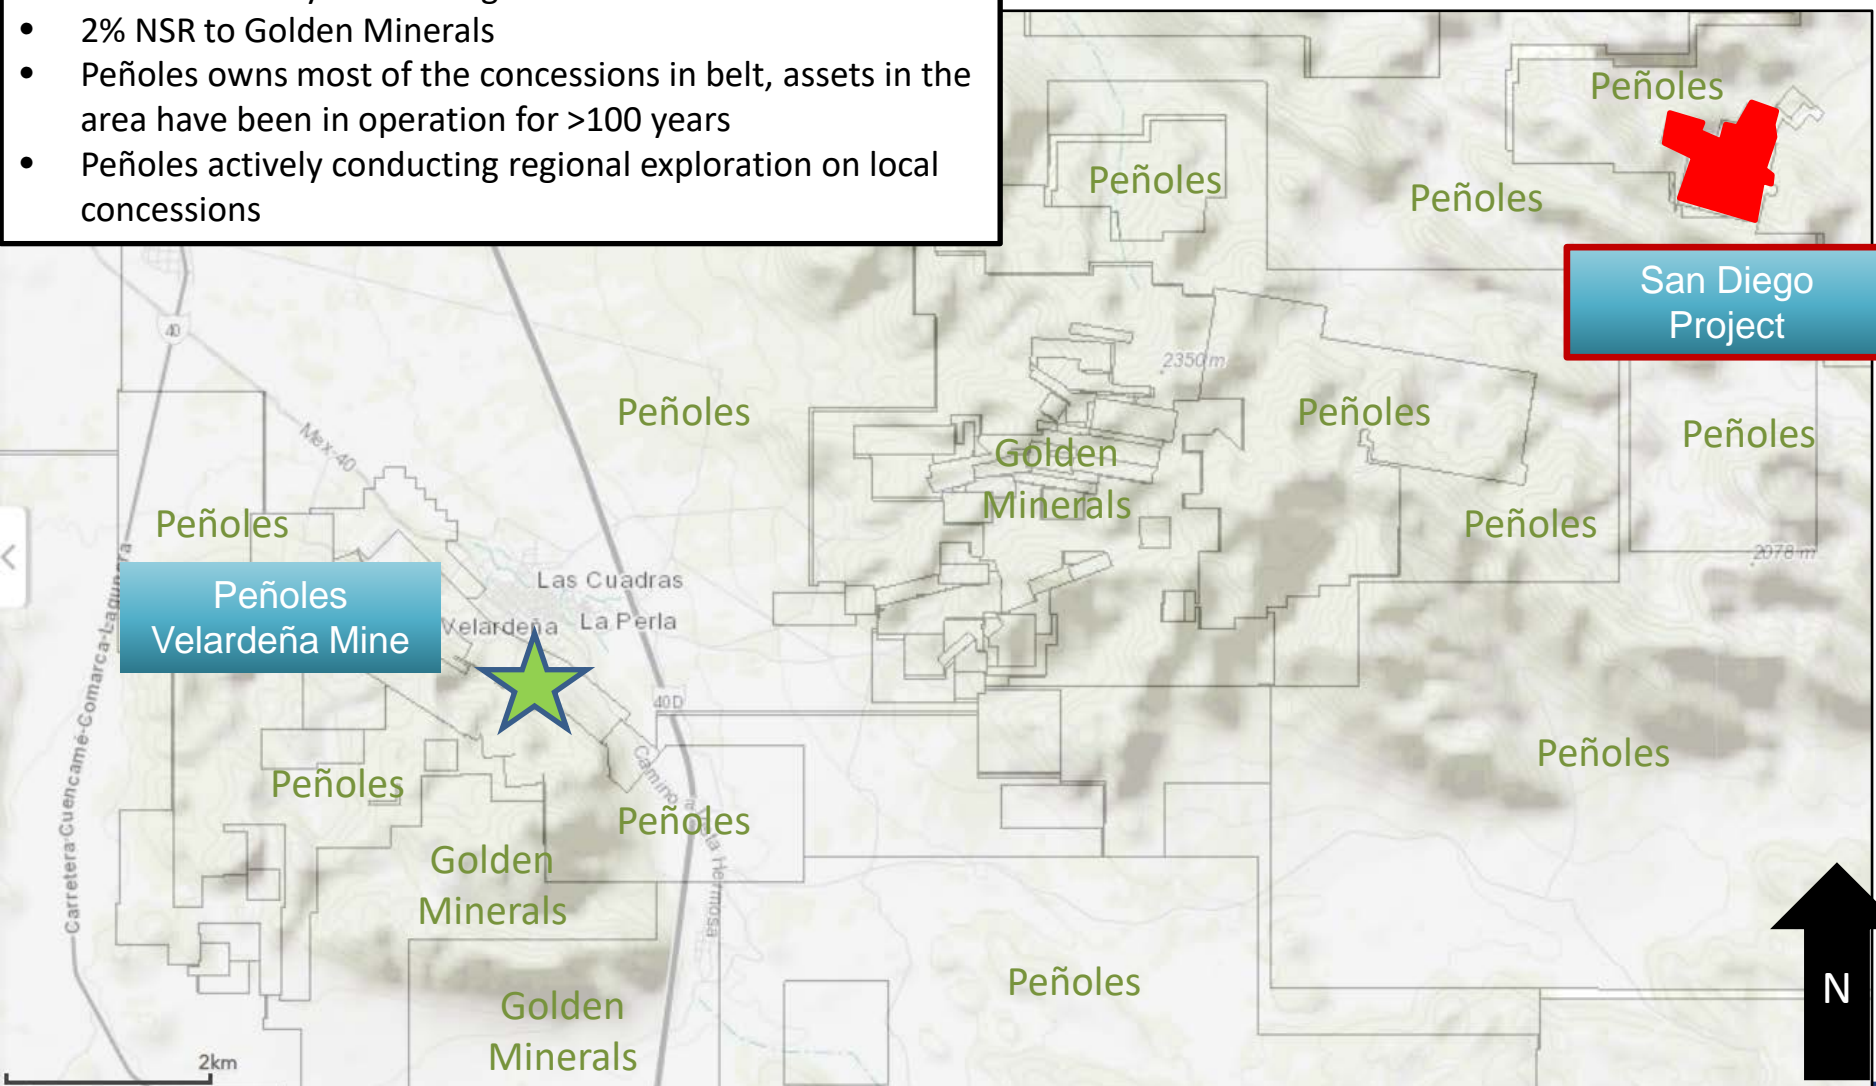 • 2% NSR to Golden Minerals
• Peñoles owns most of the concessions in belt, assets in the
area have been in operation for >100 years
• Peñoles actively conducting regional exploration on local
concessions
Peñoles
Peñoles
Peñoles
San Diego
Project
40
2350 m
Peñoles
Peñoles
Peñoles
Mex-40
Golden
Minerals
Peñoles
Peñoles
2078 m
Peñoles
Velardeña Mine
Las Cuadras
Velardeña
La Perla
40D
Carretera Cuencamé-Comarca-Lagunera
Peñoles
Peñoles
Camino a Vista Hermosa
Peñoles
Golden
Minerals
Peñoles
Golden
Minerals
N
2km